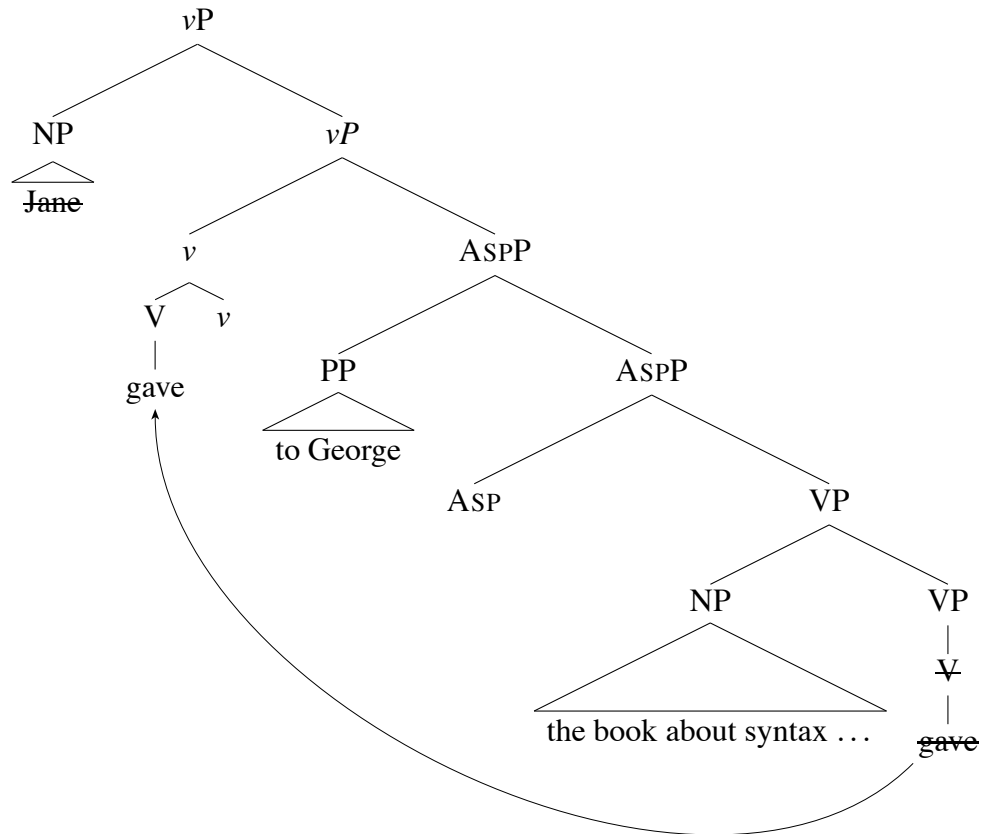 vP
NP vP
Jane
v AspP
V v
gave
PP AspP
to George
Asp VP
NP VP
V
the book about syntax …
gave